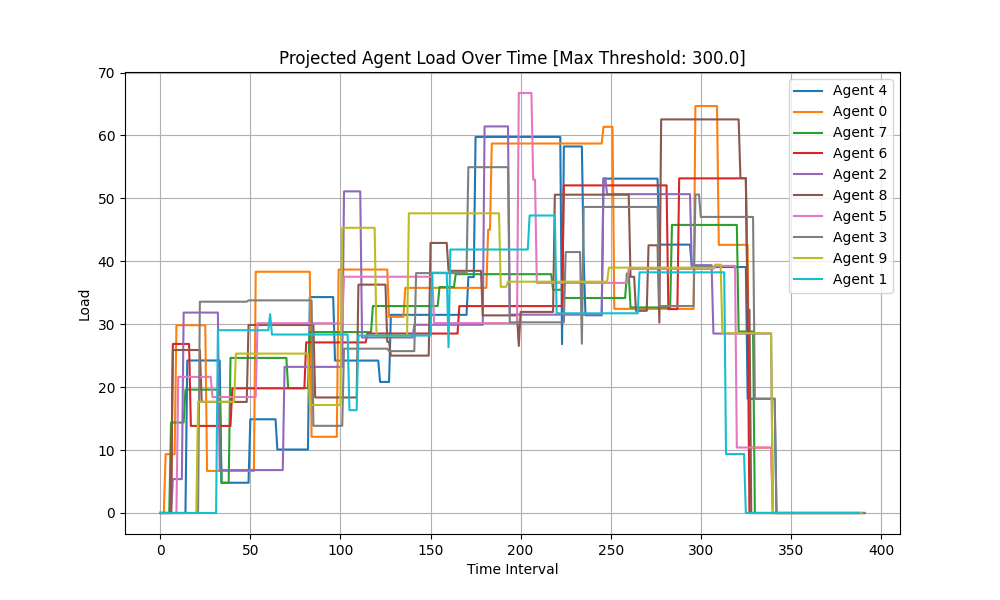 Projected Agent Load Over Time [Max Threshold: 300.0]
Load
70
60
50
40
30
20
10
0
Agent 4
Agent 0
Agent 7
Agent 6
Agent 2
Agent 8
Agent 5
Agent 3
Agent 9
Agent 1
0 50 100 150 200 250 300 350 400
Time Interval